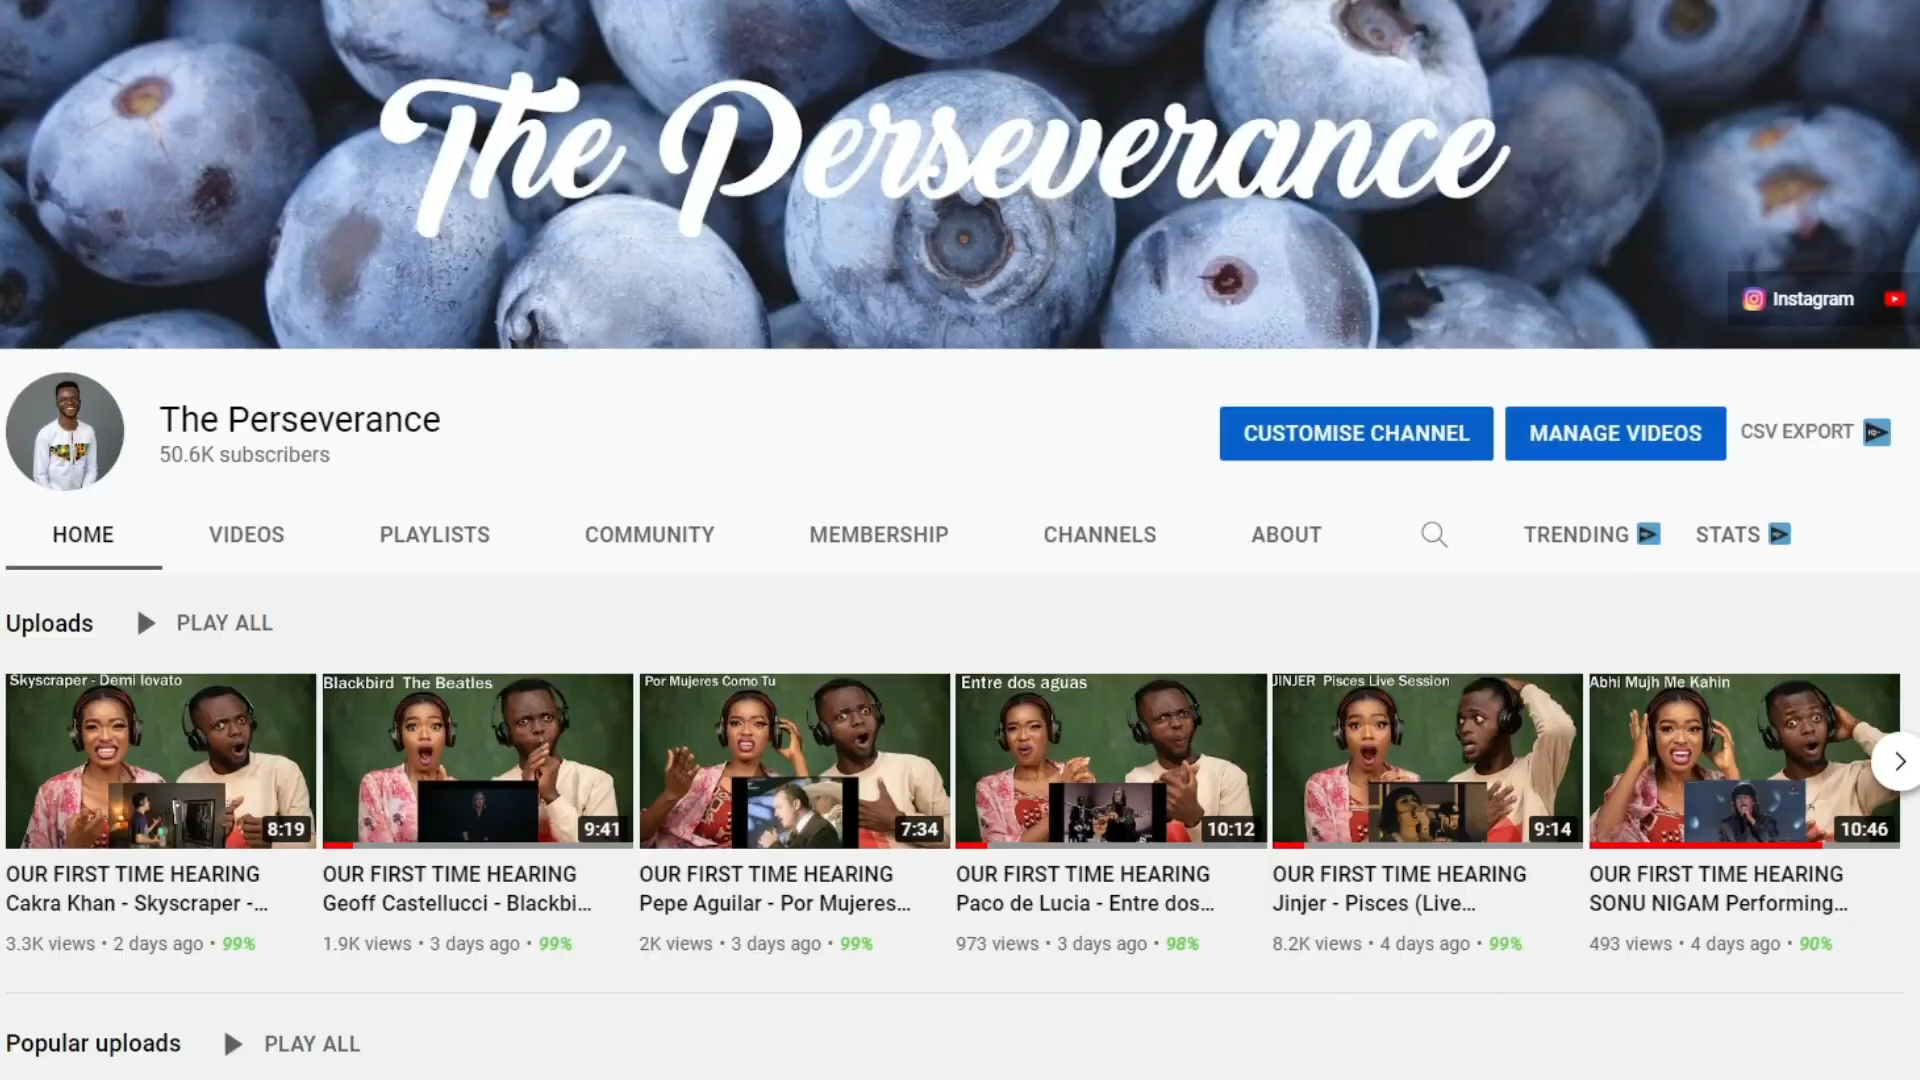 The Perseverance
Instagram
The Perseverance
50.6K subscribers
CUSTOMISE CHANNEL
MANAGE VIDEOS
CSV EXPORT
HOME
VIDEOS
PLAYLISTS
COMMUNITY
MEMBERSHIP
CHANNELS
ABOUT
TRENDING
STATS
Uploads
PLAY ALL
Skyscraper - Demi lovato
8:19
OUR FIRST TIME HEARING
Cakra Khan - Skyscraper -...
3.3K views • 2 days ago • 99%
Blackbird The Beatles
9:41
OUR FIRST TIME HEARING
Geoff Castellucci - Blackbi...
1.9K views • 3 days ago • 99%
Por Mujeres Como Tu
7:34
OUR FIRST TIME HEARING
Pepe Aguilar - Por Mujeres...
2K views • 3 days ago • 99%
Entre dos aguas
10:12
OUR FIRST TIME HEARING
Paco de Lucia - Entre dos...
973 views • 3 days ago • 98%
JINJER Pisces Live Session
9:14
OUR FIRST TIME HEARING
Jinjer - Pisces (Live...
8.2K views • 4 days ago • 99%
Abhi Mujh Me Kahin
10:46
OUR FIRST TIME HEARING
SONU NIGAM Performing...
493 views • 4 days ago • 90%
Popular uploads
PLAY ALL